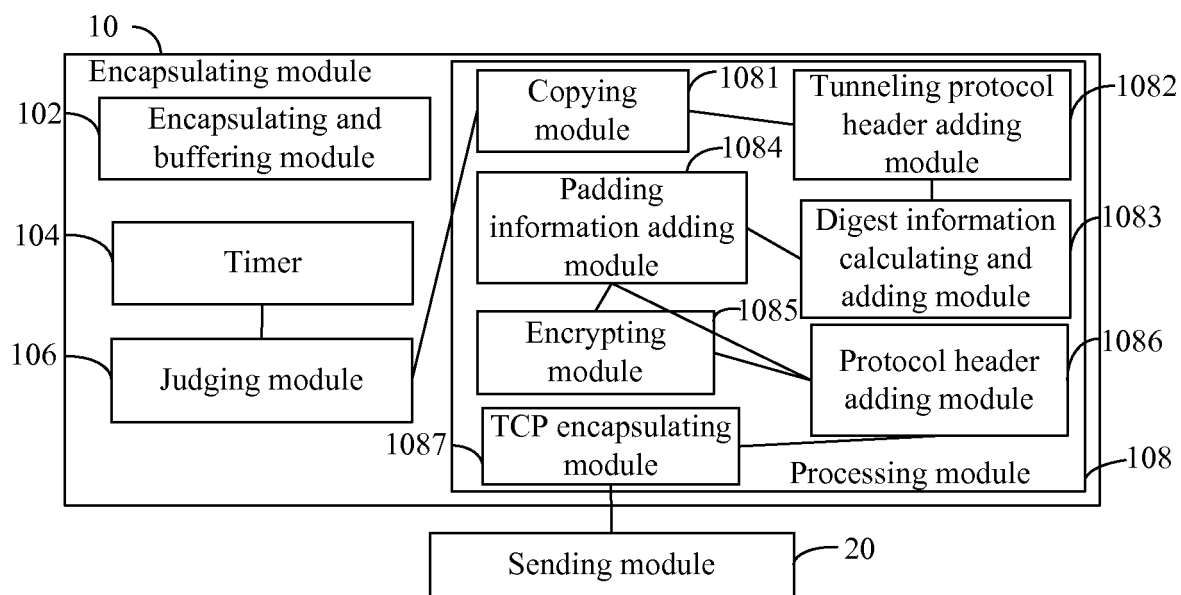 10
Encapsulating module
102
Encapsulating and
buffering module
104
Timer
106
Judging module
Copying
module
1081
Tunneling protocol
header adding
module
1082
1084
Padding
information adding
module
Digest information
calculating and
adding module
1083
1085
Encrypting
module
Protocol header
adding module
1086
1087
TCP encapsulating
module
Processing module
108
Sending module
20